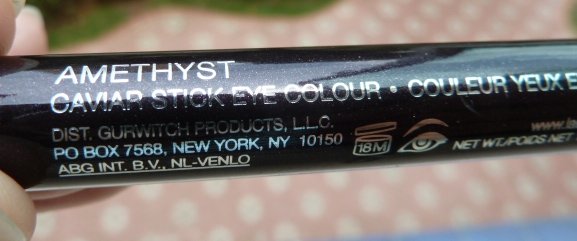 AMETHYST
CAVIAR STICK EYE COLOUR • COULEUR YEUX E
DIST. GURWITCH PRODUCTS, L.L.C.
PO BOX 7568, NEW YORK, NY 10150
ABG INT. B.V., NL-VENLO
18M
www.
NET WT./POIDS NET